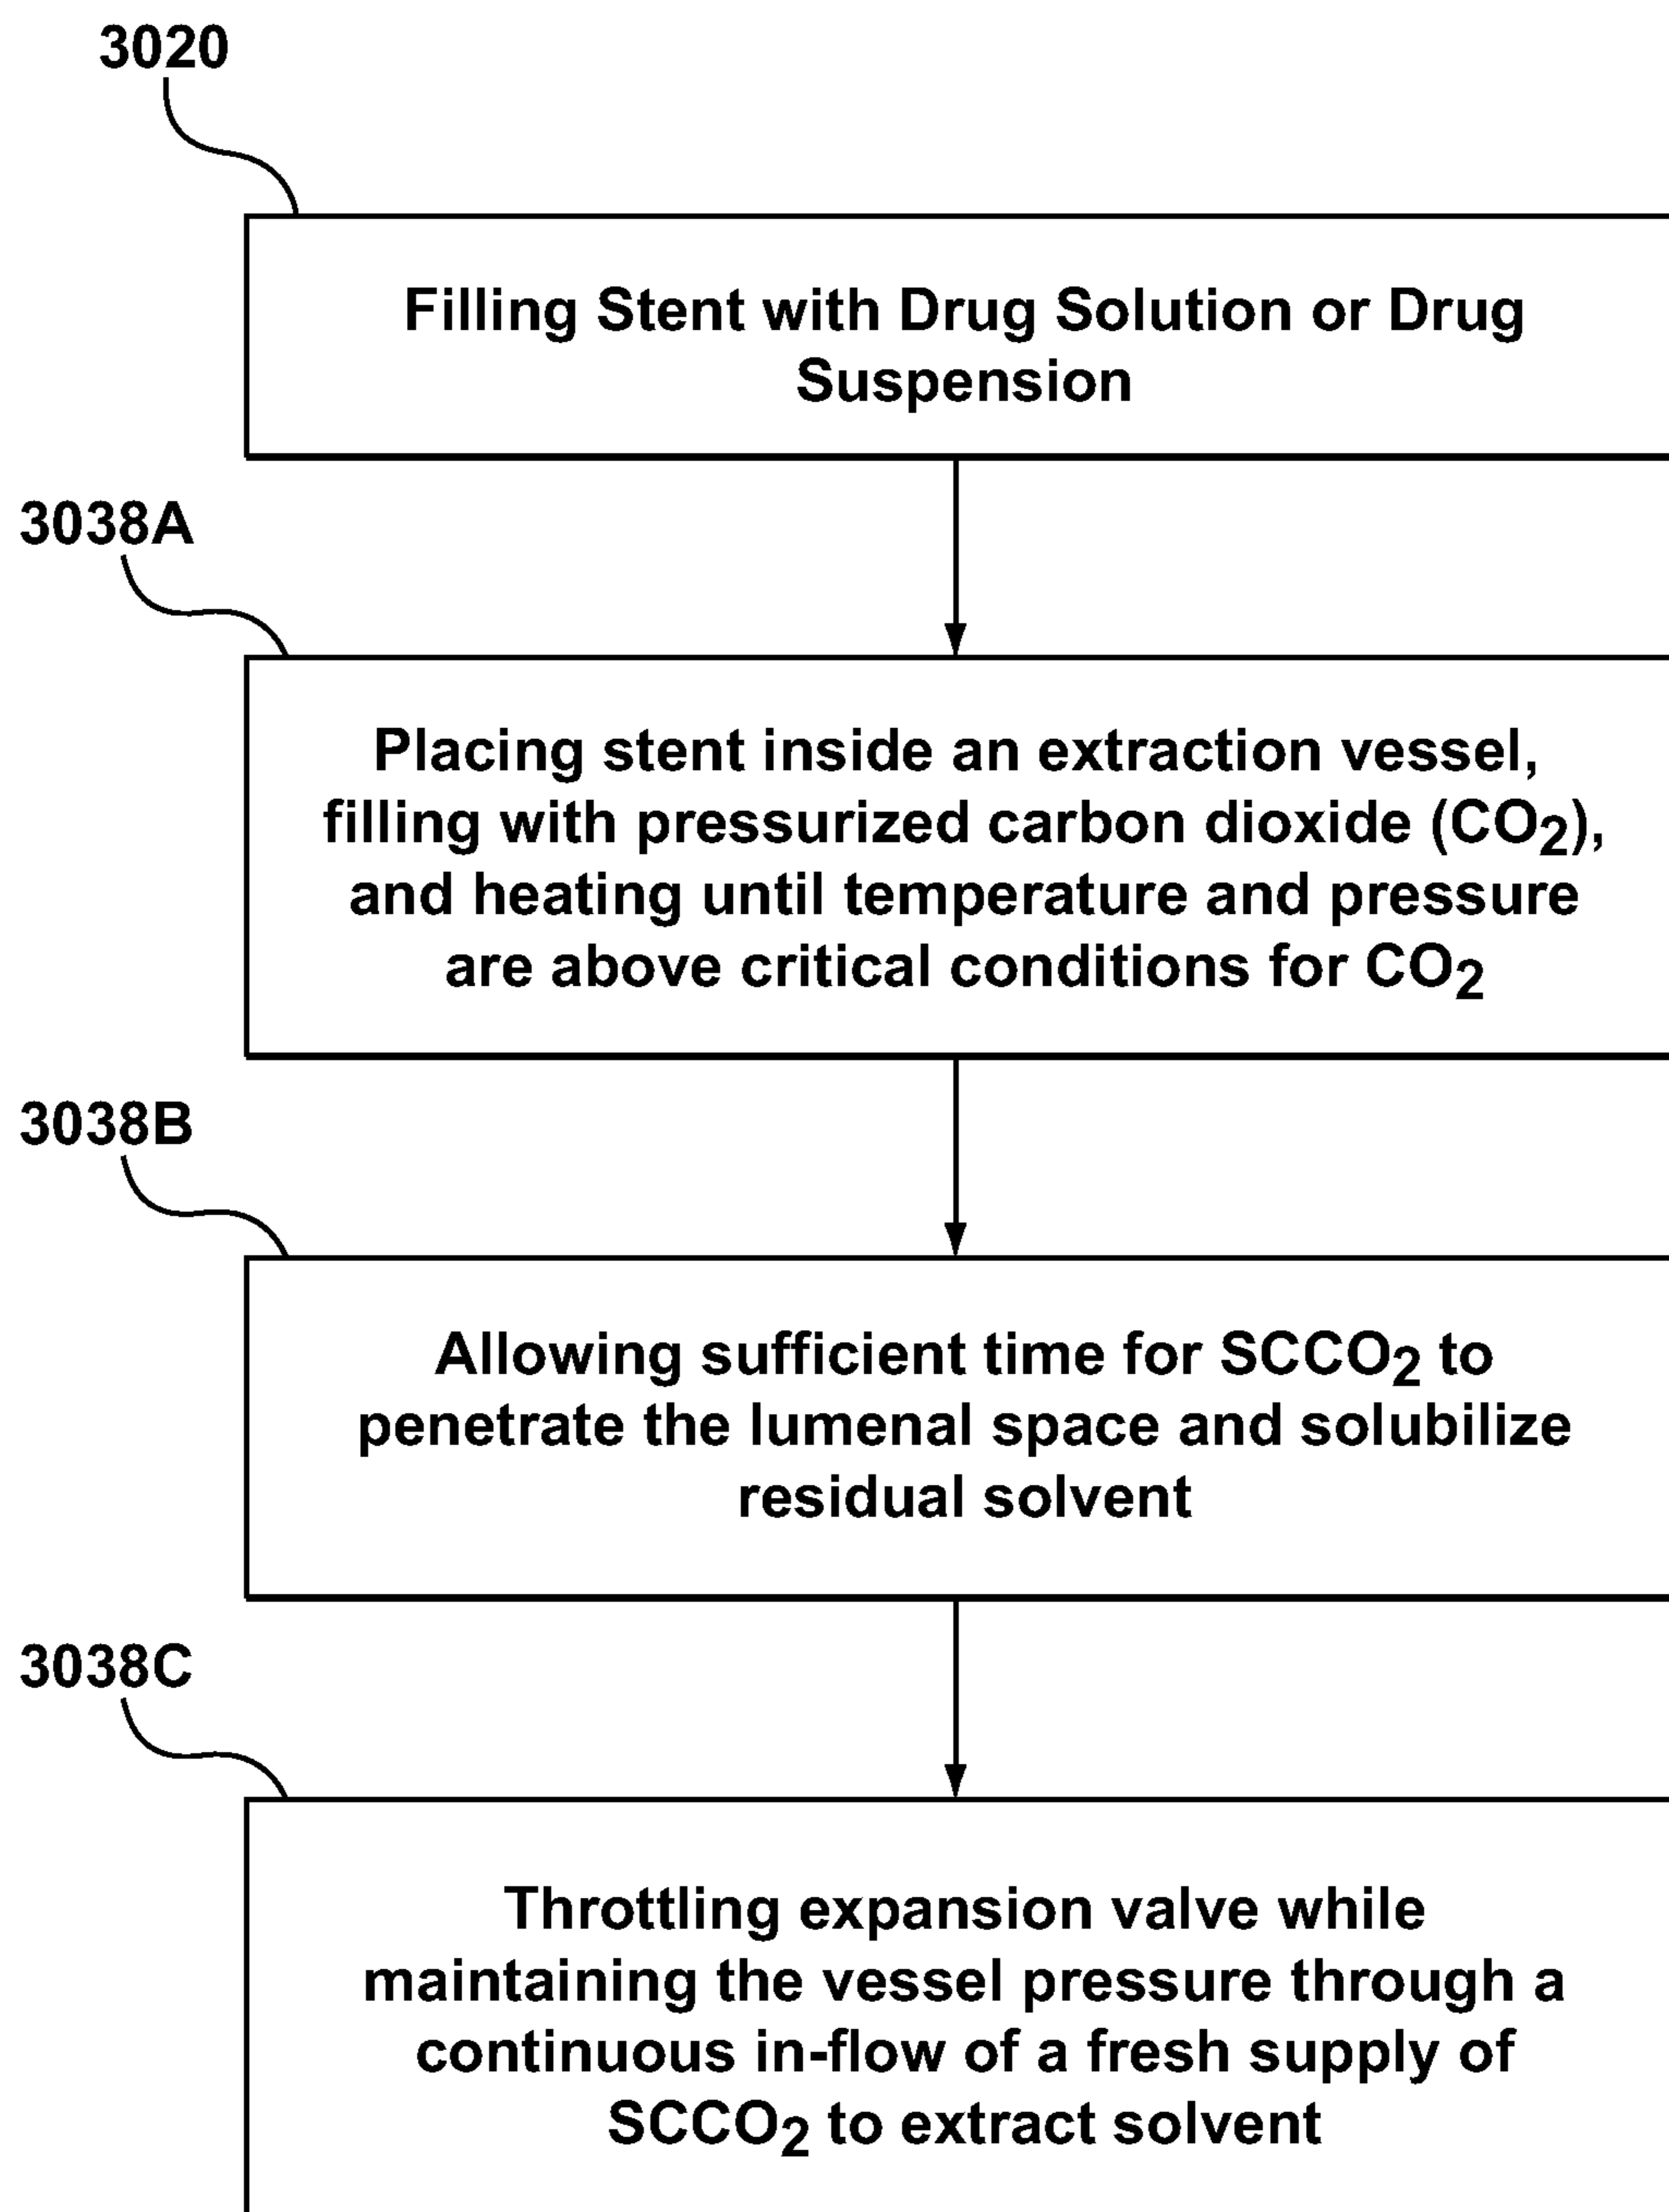 3020
Filling Stent with Drug Solution or Drug
Suspension
3038A
Placing stent inside an extraction vessel,
filling with pressurized carbon dioxide (CO₂),
and heating until temperature and pressure
are above critical conditions for CO₂
3038B
Allowing sufficient time for SCCO₂ to
penetrate the lumenal space and solubilize
residual solvent
3038C
Throttling expansion valve while
maintaining the vessel pressure through a
continuous in-flow of a fresh supply of
SCCO₂ to extract solvent